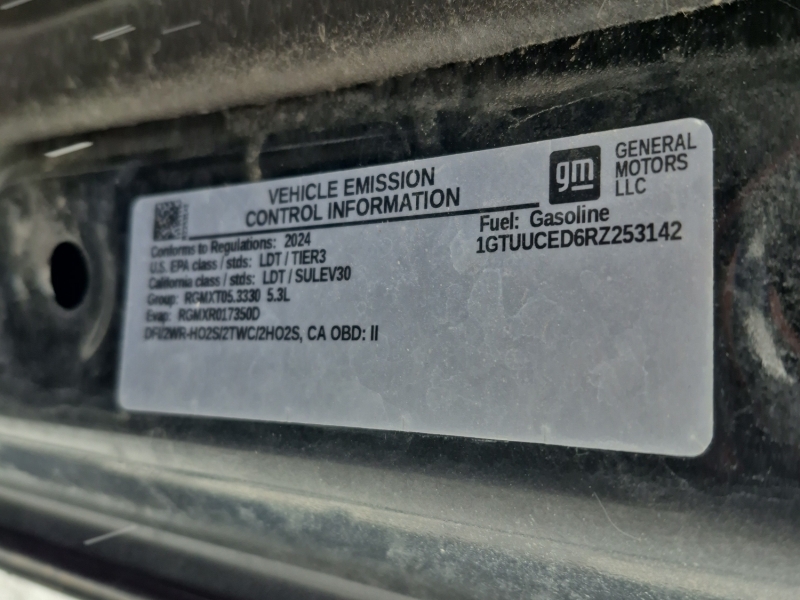 VEHICLE EMISSION
CONTROL INFORMATION
gm
GENERAL
MOTORS
LLC
Conforms to Regulations: 2024
U.S. EPA class / stds: LDT / TIER3
California class / stds: LDT / SULEV30
Group: RGMXT05.3330 5.3L
Evap: RGMXR017350D
DFI/2WR-HO2S/2TWC/2HO2S, CA OBD: II
Fuel: Gasoline
1GTUUCED6RZ253142